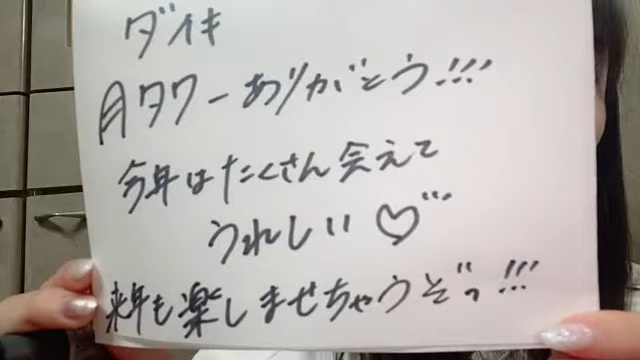 ダイキ
月タワーありがとう!!!
今年はたくさん会えて
うれしい♡
来年も楽しませちゃうぞっ!!!